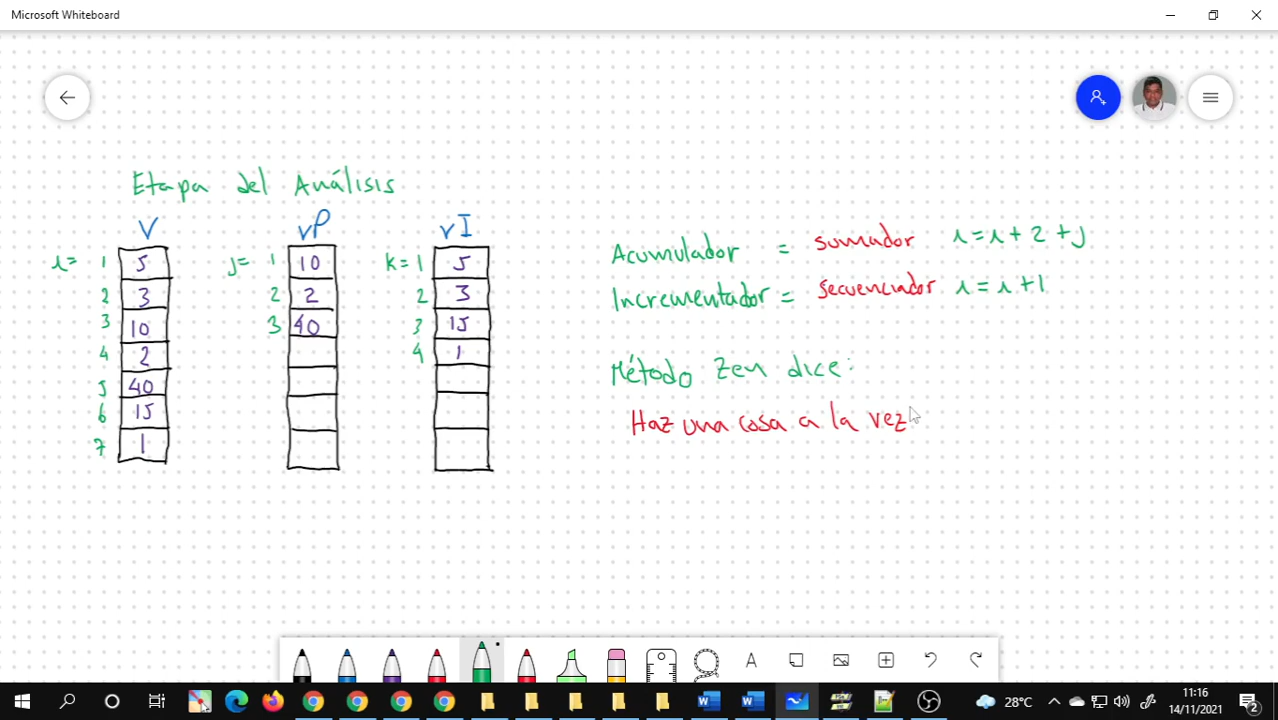 Microsoft Whiteboard
Etapa del Análisis
V vP vI
i= 1 5 j= 1 10 k= 1 5
2 3 2 2 2 3
3 10 3 40 3 15
4 2 4 1
5 40
6 15
7 1
Acumulador = sumador i=i+2+j
Incrementador = secuenciador i=i+1
Método Zen dice:
Haz una cosa a la vez
A
28°C
11:16
14/11/2021
2